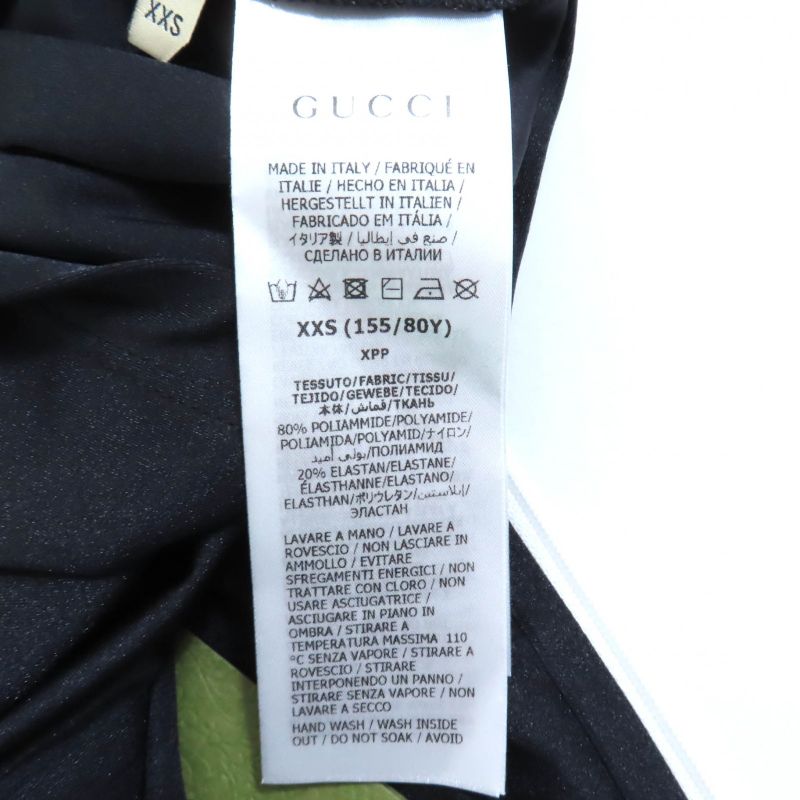 XXS
GUCCI
MADE IN ITALY / FABRIQUÉ EN
ITALIE / HECHO EN ITALIA /
HERGESTELLT IN ITALIEN /
FABRICADO EM ITÁLIA /
イタリア製 / صنع في إيطاليا /
СДЕЛАНО В ИТАЛИИ
XXS (155/80Y)
XPP
TESSUTO/FABRIC/TISSU/
TEJIDO/GEWEBE/TECIDO/
本体/قماش/ТКАНЬ
80% POLIAMMIDE/POLYAMIDE/
POLIAMIDA/POLYAMID/ナイロン/
بولي أميد/ПОЛИАМИД
20% ELASTAN/ELASTANE/
ÉLASTHANNE/ELASTANO/
ELASTHAN/ポリウレタン/إيلاستين/
ЭЛАСТАН
LAVARE A MANO / LAVARE A
ROVESCIO / NON LASCIARE IN
AMMOLLO / EVITARE
SFREGAMENTI ENERGICI / NON
TRATTARE CON CLORO / NON
USARE ASCIUGATRICE /
ASCIUGARE IN PIANO IN
OMBRA / STIRARE A
TEMPERATURA MASSIMA 110
°C SENZA VAPORE / STIRARE A
ROVESCIO / STIRARE
INTERPONENDO UN PANNO /
STIRARE SENZA VAPORE / NON
LAVARE A SECCO
HAND WASH / WASH INSIDE
OUT / DO NOT SOAK / AVOID